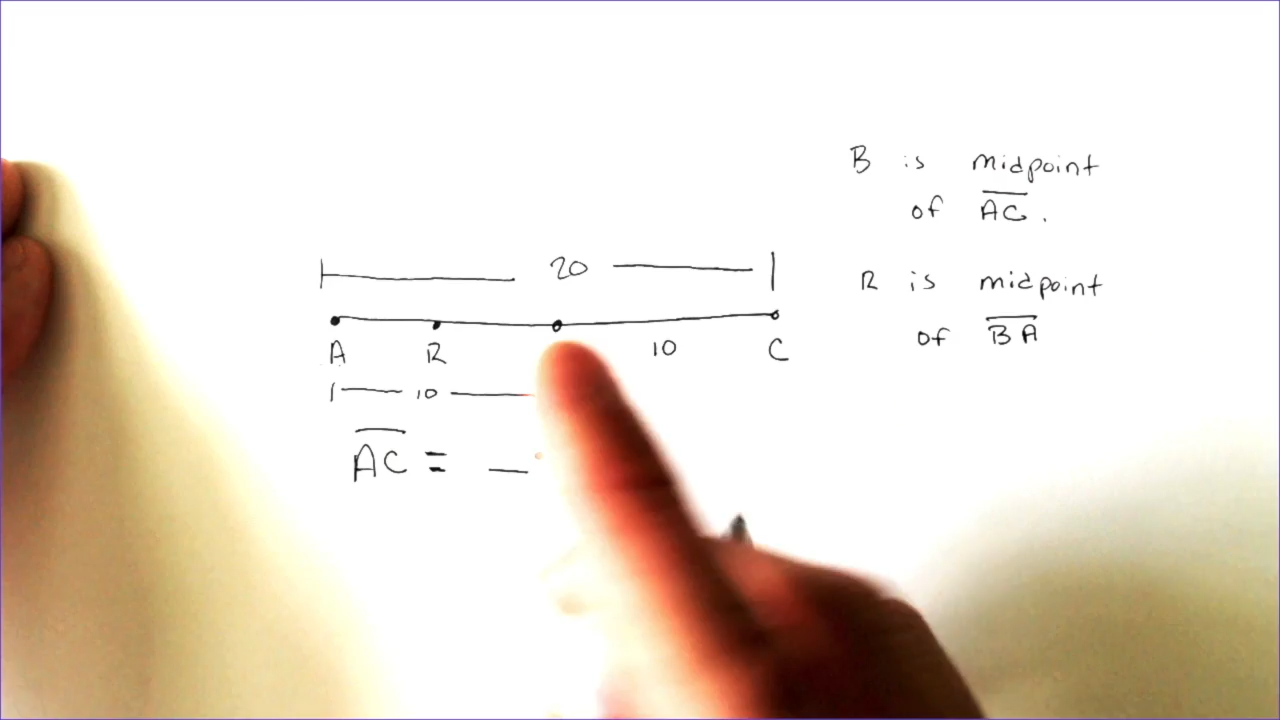 B is midpoint
of AC.
20
R is midpoint
of BA
A R 10 C
10
AC = _